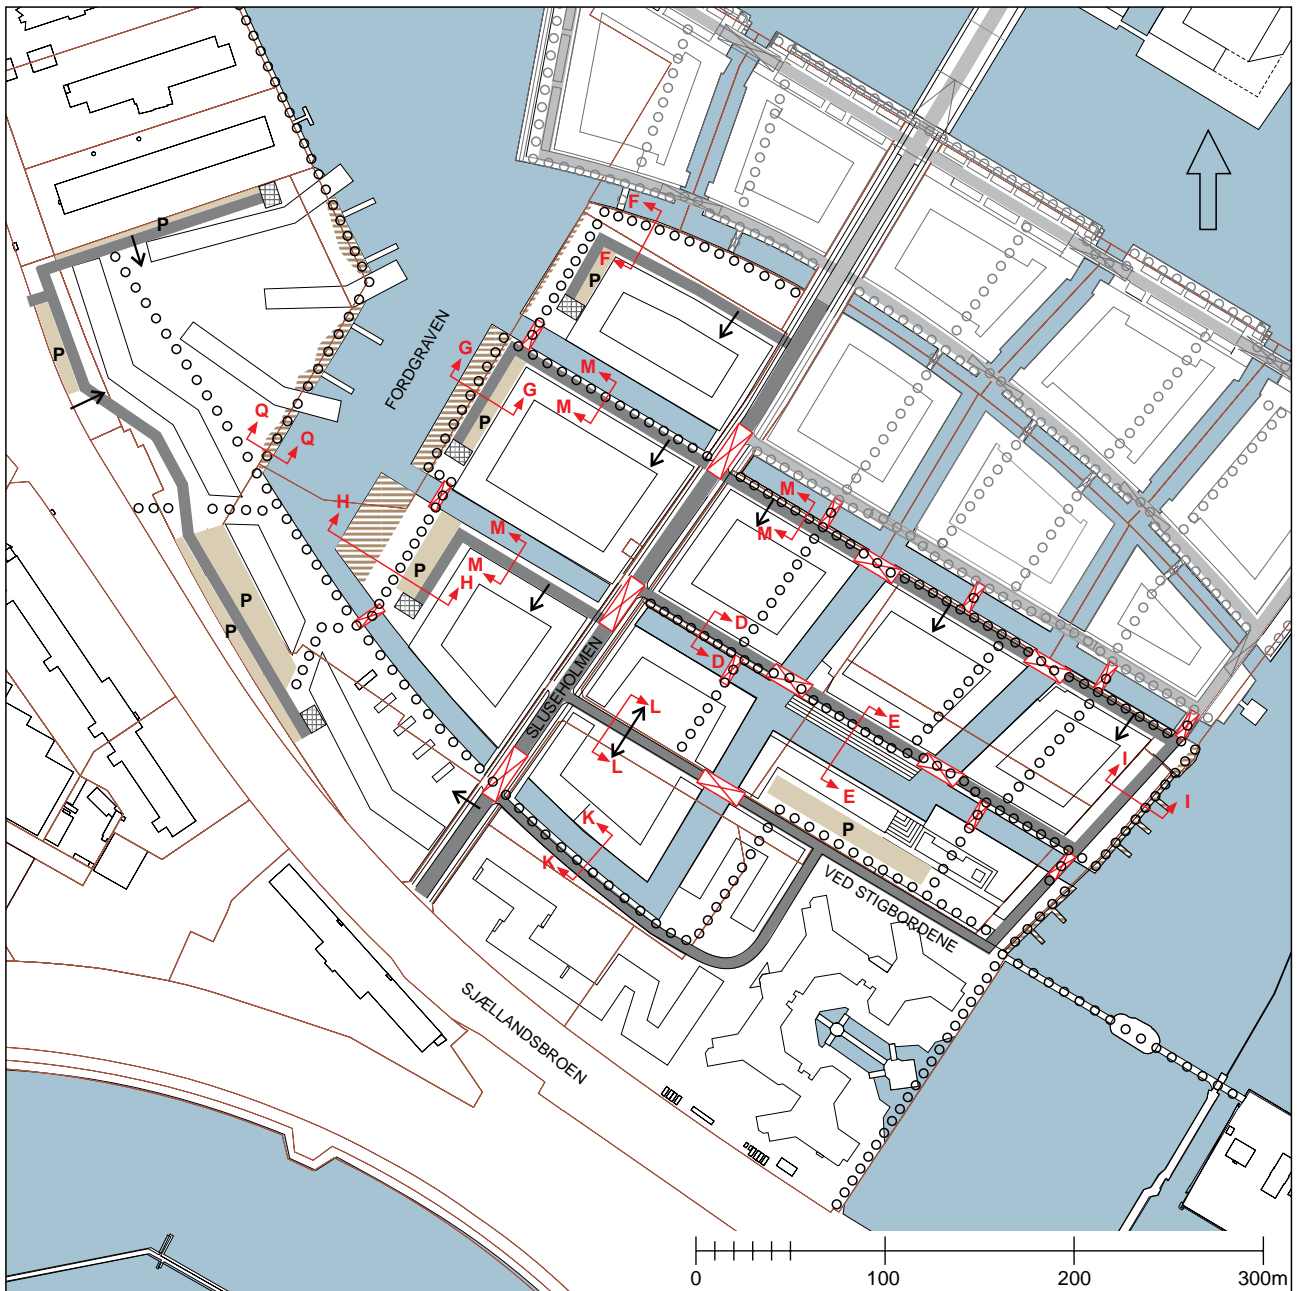 P
F
F
P
P
FORDGRAVEN
G
G
M
M
P
Q
Q
H
M
M
M
M
H
P
P
P
D
D
SLUSEHOLMEN
L
L
E
E
I
I
P
K
K
VED STIGBORDENE
SJÆLLANDSBROEN
0
100
200
300m